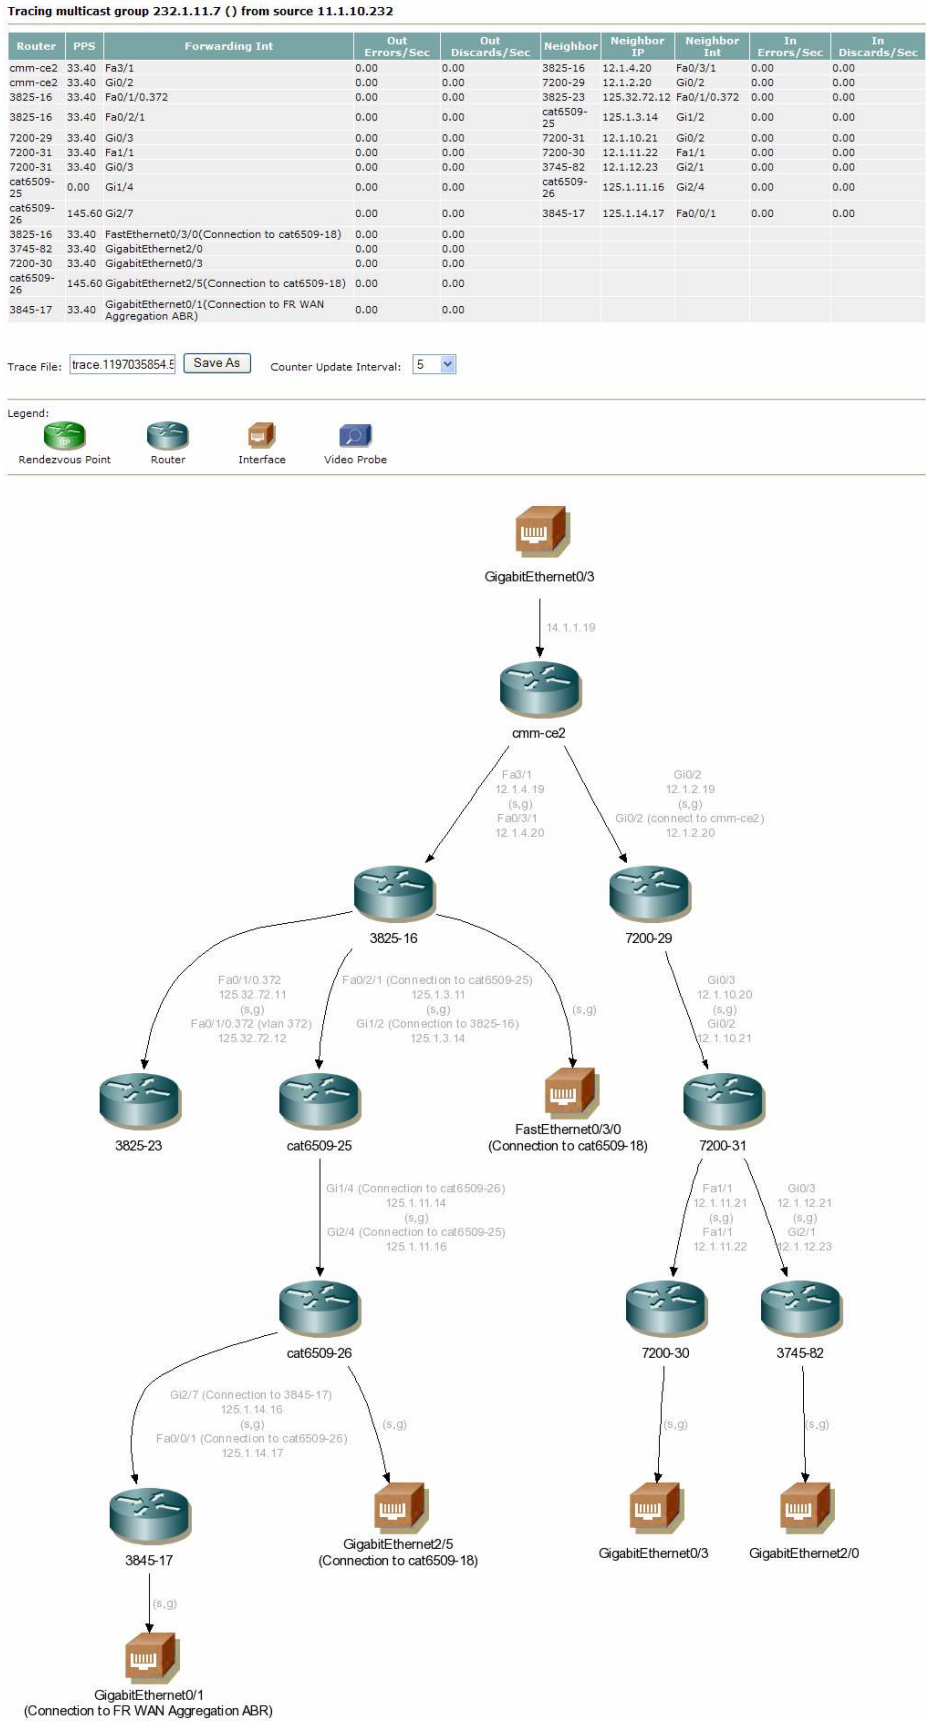 Tracing multicast group 232.1.11.7 () from source 11.1.10.232
Router PPS Forwarding Int Out Errors/Sec Out Discards/Sec Neighbor Neighbor IP Neighbor Int In Errors/Sec In Discards/Sec
cmm-ce2 33.40 Fa3/1 0.00 0.00 3825-16 12.1.4.20 Fa0/3/1 0.00 0.00
cmm-ce2 33.40 Gi0/2 0.00 0.00 7200-29 12.1.2.20 Gi0/2 0.00 0.00
3825-16 33.40 Fa0/1/0.372 0.00 0.00 3825-23 125.32.72.12 Fa0/1/0.372 0.00 0.00
3825-16 33.40 Fa0/2/1 0.00 0.00 cat6509-25 125.1.3.14 Gi1/2 0.00 0.00
7200-29 33.40 Gi0/3 0.00 0.00 7200-31 12.1.10.21 Gi0/2 0.00 0.00
7200-31 33.40 Fa1/1 0.00 0.00 7200-30 12.1.11.22 Fa1/1 0.00 0.00
7200-31 33.40 Gi0/3 0.00 0.00 3745-82 12.1.12.23 Gi2/1 0.00 0.00
cat6509-25 0.00 Gi1/4 0.00 0.00 cat6509-26 125.1.11.16 Gi2/4 0.00 0.00
cat6509-26 145.60 Gi2/7 0.00 0.00 3845-17 125.1.14.17 Fa0/0/1 0.00 0.00
3825-16 33.40 FastEthernet0/3/0(Connection to cat6509-18) 0.00 0.00
3745-82 33.40 GigabitEthernet2/0 0.00 0.00
7200-30 33.40 GigabitEthernet0/3 0.00 0.00
cat6509-26 145.60 GigabitEthernet2/5(Connection to cat6509-18) 0.00 0.00
3845-17 33.40 GigabitEthernet0/1(Connection to FR WAN Aggregation ABR) 0.00 0.00
Trace File: trace.1197035854.5 Save As Counter Update Interval: 5
Legend:
RP
Rendezvous Point Router Interface Video Probe
GigabitEthernet0/3
14.1.1.19
cmm-ce2
Fa3/1
12.1.4.19
(s,g)
Fa0/3/1
12.1.4.20
Gi0/2
12.1.2.19
(s,g)
Gi0/2 (connect to cmm-ce2)
12.1.2.20
3825-16
7200-29
Fa0/1/0.372
125.32.72.11
(s,g)
Fa0/1/0.372 (vlan 372)
125.32.72.12
Fa0/2/1 (Connection to cat6509-25)
125.1.3.11
(s,g)
Gi1/2 (Connection to 3825-16)
125.1.3.14
(s,g)
Gi0/3
12.1.10.20
(s,g)
Gi0/2
12.1.10.21
3825-23
cat6509-25
FastEthernet0/3/0
(Connection to cat6509-18)
7200-31
Gi1/4 (Connection to cat6509-26)
125.1.11.14
(s,g)
Gi2/4 (Connection to cat6509-25)
125.1.11.16
Fa1/1
12.1.11.21
(s,g)
Fa1/1
12.1.11.22
Gi0/3
12.1.12.21
(s,g)
Gi2/1
12.1.12.23
cat6509-26
7200-30
3745-82
Gi2/7 (Connection to 3845-17)
125.1.14.16
(s,g)
Fa0/0/1 (Connection to cat6509-26)
125.1.14.17
(s,g)
(s,g)
(s,g)
3845-17
GigabitEthernet2/5
(Connection to cat6509-18)
GigabitEthernet0/3
GigabitEthernet2/0
(s,g)
GigabitEthernet0/1
(Connection to FR WAN Aggregation ABR)